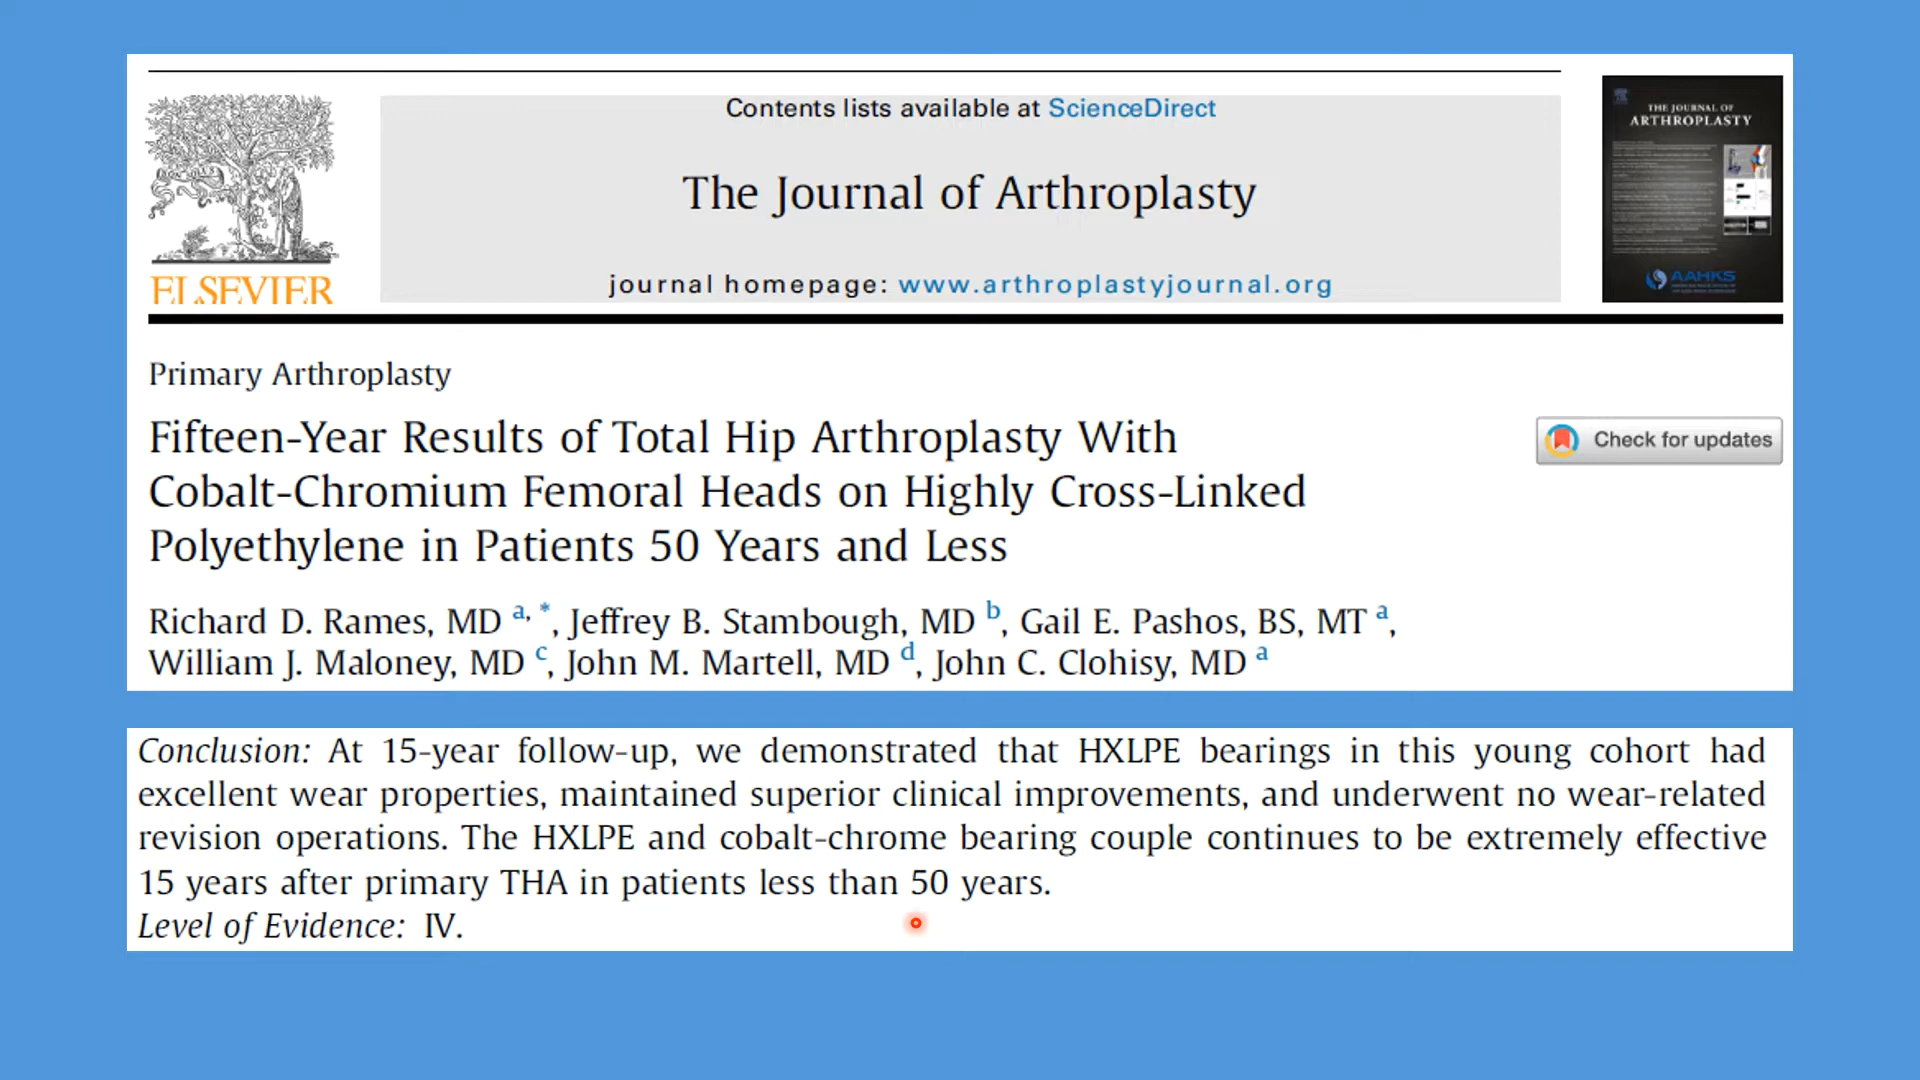 Contents lists available at ScienceDirect
The Journal of Arthroplasty
journal homepage: www.arthroplastyjournal.org
ELSEVIER
THE JOURNAL OF
ARTHROPLASTY
AAHKS
Primary Arthroplasty
Fifteen-Year Results of Total Hip Arthroplasty With
Cobalt-Chromium Femoral Heads on Highly Cross-Linked
Polyethylene in Patients 50 Years and Less
Check for updates
Richard D. Rames, MD a, *, Jeffrey B. Stambough, MD b, Gail E. Pashos, BS, MT a,
William J. Maloney, MD c, John M. Martell, MD d, John C. Clohisy, MD a
Conclusion: At 15-year follow-up, we demonstrated that HXLPE bearings in this young cohort had
excellent wear properties, maintained superior clinical improvements, and underwent no wear-related
revision operations. The HXLPE and cobalt-chrome bearing couple continues to be extremely effective
15 years after primary THA in patients less than 50 years.
Level of Evidence: IV.